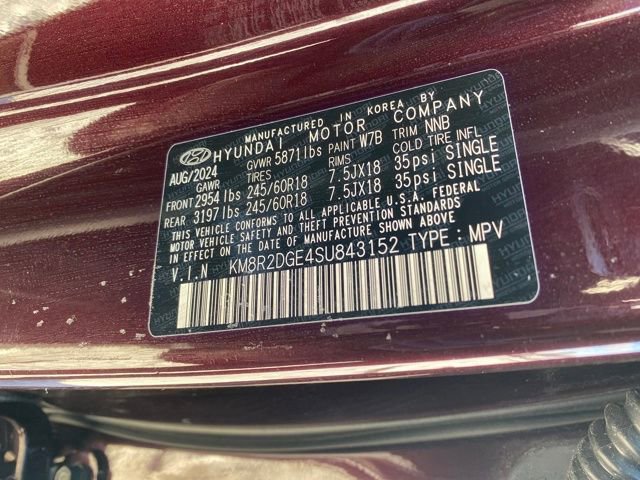 MANUFACTURED IN KOREA BY
HYUNDAI MOTOR COMPANY
AUG/2024 GVWR 5871lbs PAINT W7B TRIM NNB
GAWR TIRES RIMS COLD TIRE INFL.
FRONT 2954 lbs 245/60R18 7.5JX18 35psi SINGLE
REAR 3197 lbs 245/60R18 7.5JX18 35psi SINGLE
THIS VEHICLE CONFORMS TO ALL APPLICABLE U.S.A. FEDERAL
MOTOR VEHICLE SAFETY AND THEFT PREVENTION STANDARDS
IN EFFECT ON THE DATE OF MANUFACTURE SHOWN ABOVE
V.I.N KM8R2DGE4SU843152 TYPE : MPV